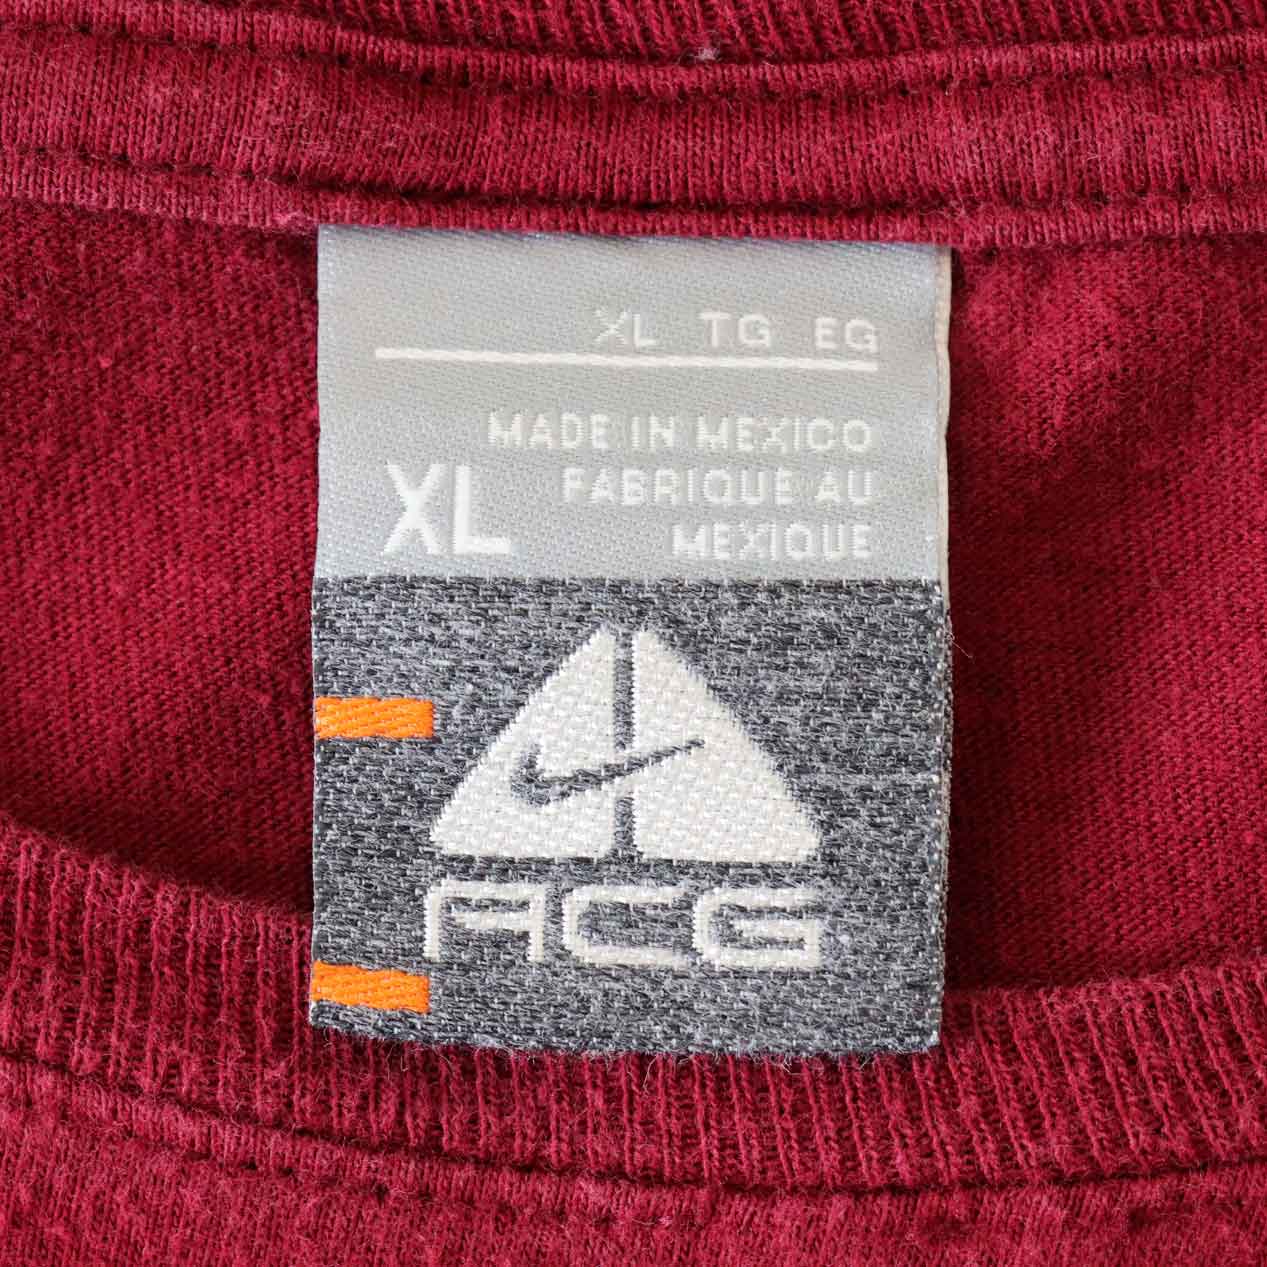 XL TG EG
MADE IN MEXICO
FABRIQUE AU
MEXIQUE
XL
ACG